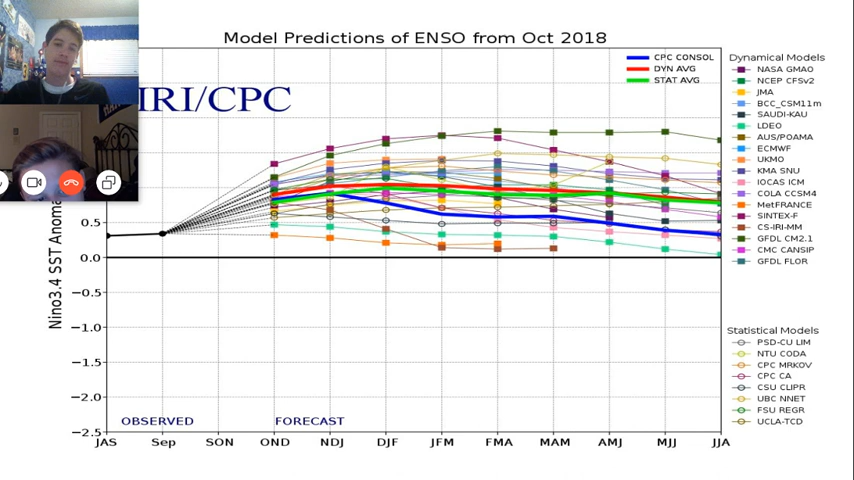 Model Predictions of ENSO from Oct 2018
CPC CONSOL
DYN AVG
STAT AVG
IRI/CPC
Dynamical Models
NASA GMAO
NCEP CFSv2
JMA
BCC_CSM11m
SAUDI-KAU
LDEO
AUS/POAMA
ECMWF
UKMO
KMA SNU
IOCAS ICM
COLA CCSM4
MetFRANCE
SINTEX-F
CS-IRI-MM
GFDL CM2.1
CMC CANSIP
GFDL FLOR
Statistical Models
PSD-CU LIM
NTU CODA
CPC MRKOV
CPC CA
CSU CLIPR
UBC NNET
FSU REGR
UCLA-TCD
Nino3.4 SST Anoma
0.5
0.0
−0.5
−1.0
−1.5
−2.0
−2.5
OBSERVED FORECAST
JAS Sep SON OND NDJ DJF JFM FMA MAM AMJ MJJ JJA